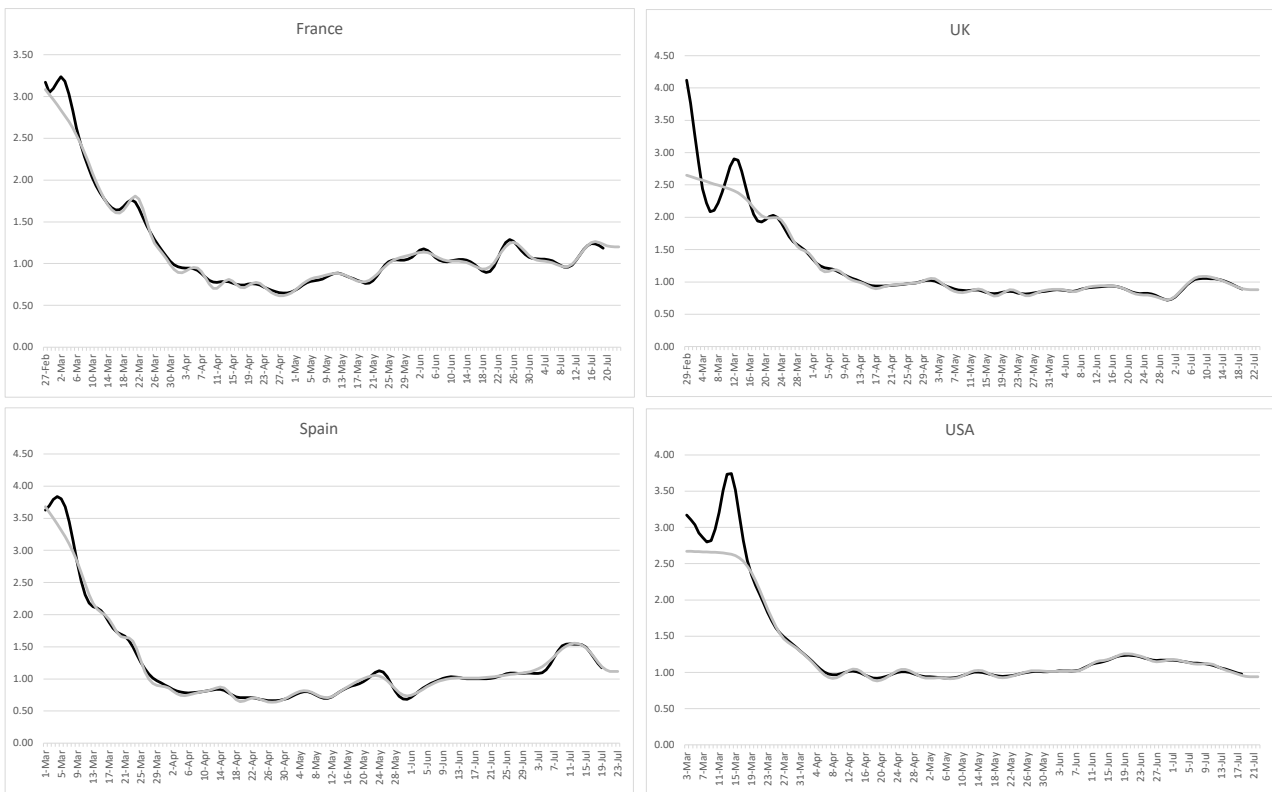 France
3.50
3.00
2.50
2.00
1.50
1.00
0.50
0.00
27-Feb
2-Mar
6-Mar
10-Mar
14-Mar
18-Mar
22-Mar
26-Mar
30-Mar
3-Apr
7-Apr
11-Apr
15-Apr
19-Apr
23-Apr
27-Apr
1-May
5-May
9-May
13-May
17-May
21-May
25-May
29-May
2-Jun
6-Jun
10-Jun
14-Jun
18-Jun
22-Jun
26-Jun
30-Jun
4-Jul
8-Jul
12-Jul
16-Jul
20-Jul
UK
4.50
4.00
3.50
3.00
2.50
2.00
1.50
1.00
0.50
0.00
29-Feb
4-Mar
8-Mar
12-Mar
16-Mar
20-Mar
24-Mar
28-Mar
1-Apr
5-Apr
9-Apr
13-Apr
17-Apr
21-Apr
25-Apr
29-Apr
3-May
7-May
11-May
15-May
19-May
23-May
27-May
31-May
4-Jun
8-Jun
12-Jun
16-Jun
20-Jun
24-Jun
28-Jun
2-Jul
6-Jul
10-Jul
14-Jul
18-Jul
22-Jul
Spain
4.50
4.00
3.50
3.00
2.50
2.00
1.50
1.00
0.50
0.00
1-Mar
5-Mar
9-Mar
13-Mar
17-Mar
21-Mar
25-Mar
29-Mar
2-Apr
6-Apr
10-Apr
14-Apr
18-Apr
22-Apr
26-Apr
30-Apr
4-May
8-May
12-May
16-May
20-May
24-May
28-May
1-Jun
5-Jun
9-Jun
13-Jun
17-Jun
21-Jun
25-Jun
29-Jun
3-Jul
7-Jul
11-Jul
15-Jul
19-Jul
23-Jul
USA
4.00
3.50
3.00
2.50
2.00
1.50
1.00
0.50
0.00
3-Mar
7-Mar
11-Mar
15-Mar
19-Mar
23-Mar
27-Mar
31-Mar
4-Apr
8-Apr
12-Apr
16-Apr
20-Apr
24-Apr
28-Apr
2-May
6-May
10-May
14-May
18-May
22-May
26-May
30-May
3-Jun
7-Jun
11-Jun
15-Jun
19-Jun
23-Jun
27-Jun
1-Jul
5-Jul
9-Jul
13-Jul
17-Jul
21-Jul